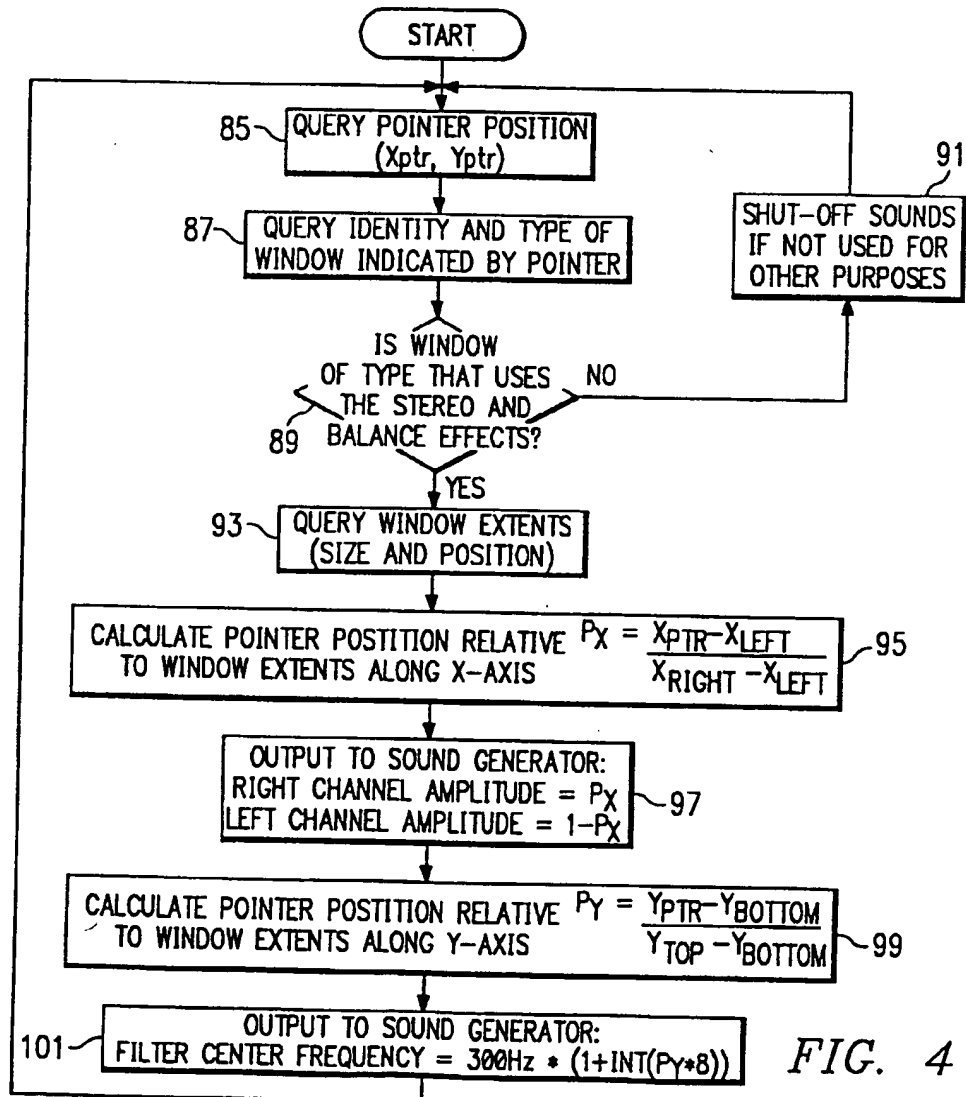 START
85
QUERY POINTER POSITION
(Xptr, Yptr)
87
QUERY IDENTITY AND TYPE OF
WINDOW INDICATED BY POINTER
91
SHUT-OFF SOUNDS
IF NOT USED FOR
OTHER PURPOSES
IS WINDOW
OF TYPE THAT USES
THE STEREO AND
BALANCE EFFECTS?
89
NO
YES
93
QUERY WINDOW EXTENTS
(SIZE AND POSITION)
CALCULATE POINTER POSTITION RELATIVE
TO WINDOW EXTENTS ALONG X-AXIS
PX = XPTR-XLEFT
XRIGHT -XLEFT
95
OUTPUT TO SOUND GENERATOR:
RIGHT CHANNEL AMPLITUDE = PX
LEFT CHANNEL AMPLITUDE = 1-PX
97
CALCULATE POINTER POSTITION RELATIVE
TO WINDOW EXTENTS ALONG Y-AXIS
PY = YPTR-YBOTTOM
YTOP -YBOTTOM
99
101
OUTPUT TO SOUND GENERATOR:
FILTER CENTER FREQUENCY = 300Hz * (1+INT(PY*8))
FIG. 4